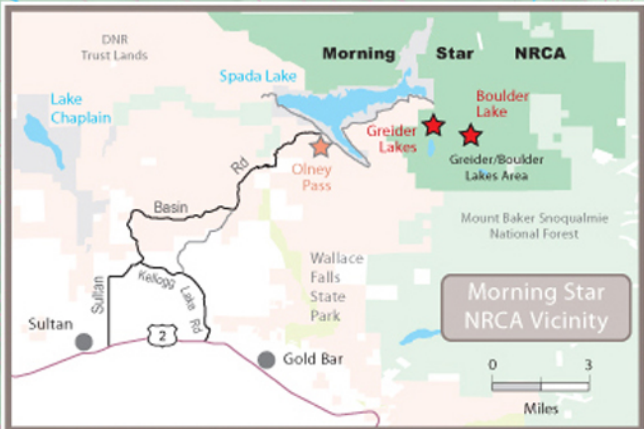 DNR
Trust Lands
Morning Star NRCA
Spada Lake
Lake
Chaplain
Boulder
Lake
Greider
Lakes
Greider/Boulder
Lakes Area
Olney
Pass
Basin Rd
Mount Baker Snoqualmie
National Forest
Wallace
Falls
State
Park
Kellogg Lake Rd
Sultan
Morning Star
NRCA Vicinity
Sultan
2
Gold Bar
0 3
Miles